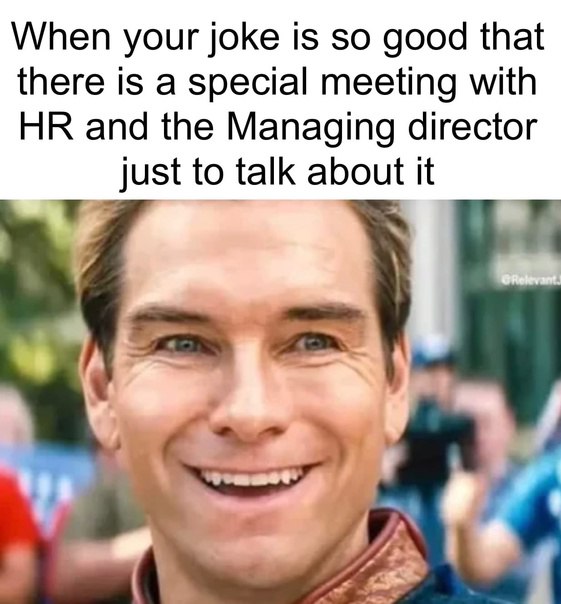 When your joke is so good that
there is a special meeting with
HR and the Managing director
just to talk about it
@RelevantJ